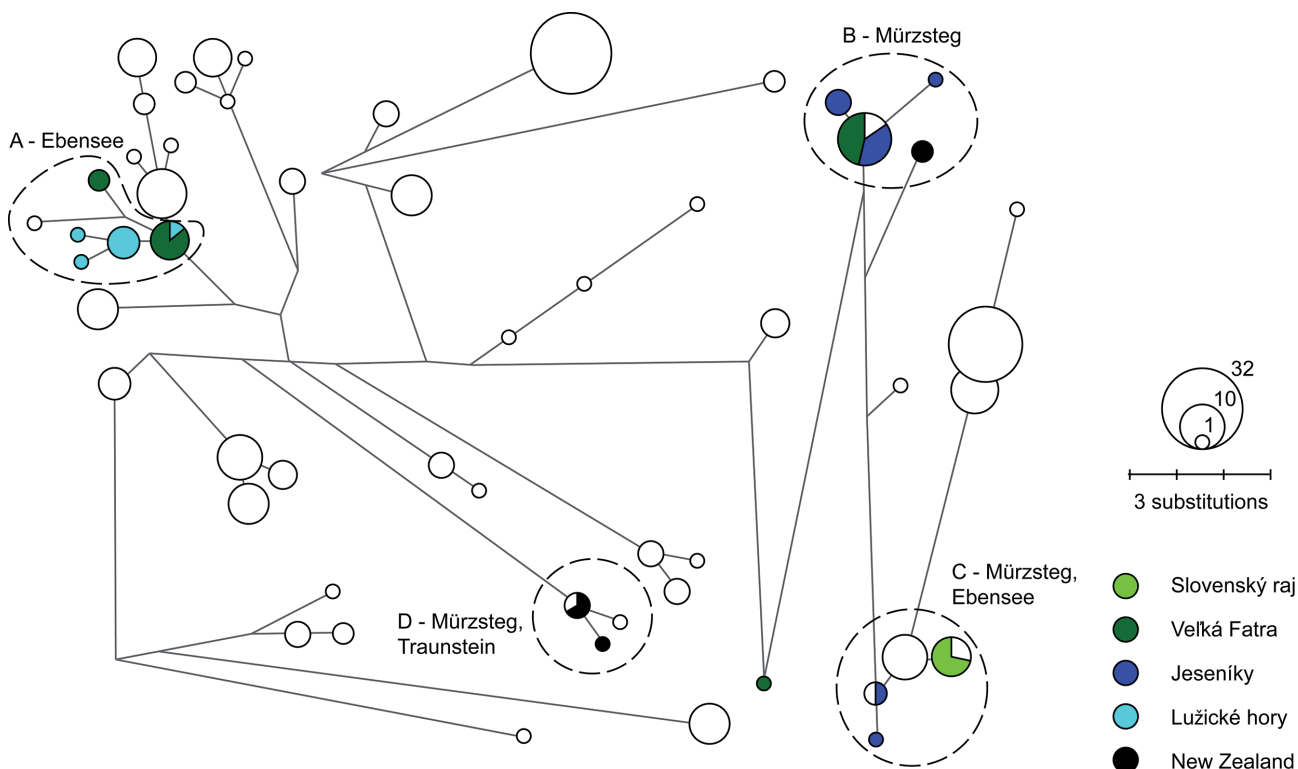 B - Mürzsteg
A - Ebensee
32
10
1
3 substitutions
C - Mürzsteg,
Ebensee
D - Mürzsteg,
Traunstein
Slovenský raj
Veľká Fatra
Jeseníky
Lužické hory
New Zealand